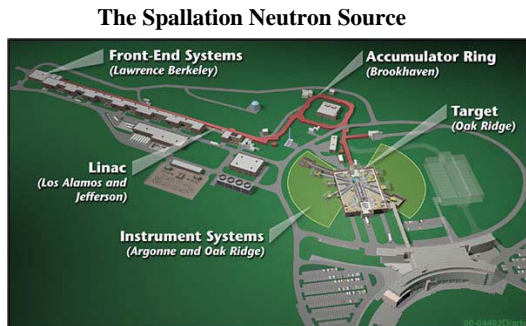 The Spallation Neutron Source
Front-End Systems
(Lawrence Berkeley)
Accumulator Ring
(Brookhaven)
Target
(Oak Ridge)
Linac
(Los Alamos and
Jefferson)
Instrument Systems
(Argonne and Oak Ridge)